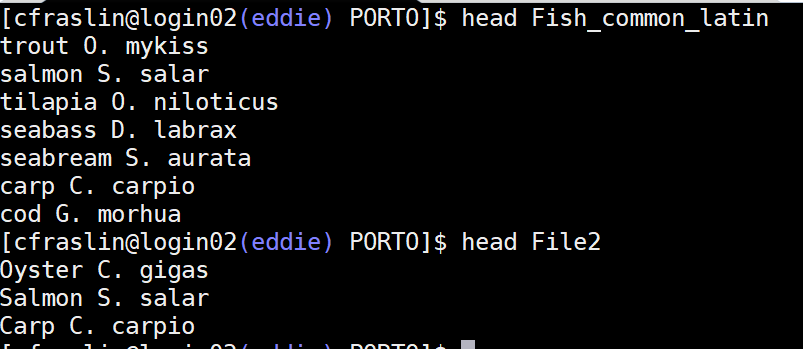 [cfraslin@login02(eddie) PORTO]$ head Fish_common_latin
trout O. mykiss
salmon S. salar
tilapia O. niloticus
seabass D. labrax
seabream S. aurata
carp C. carpio
cod G. morhua
[cfraslin@login02(eddie) PORTO]$ head File2
Oyster C. gigas
Salmon S. salar
Carp C. carpio
[cfraslin@login02(eddie) PORTO]$